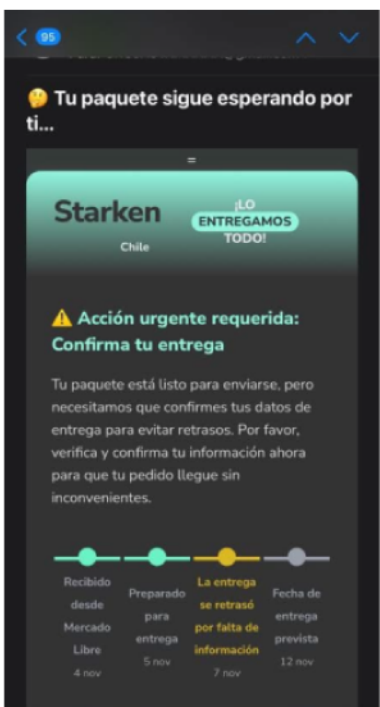 95
🤔 Tu paquete sigue esperando por
ti...
=
Starken
Chile
¡LO
ENTREGAMOS
TODO!
⚠️ Acción urgente requerida:
Confirma tu entrega
Tu paquete está listo para enviarse, pero
necesitamos que confirmes tus datos de
entrega para evitar retrasos. Por favor,
verifica y confirma tu información ahora
para que tu pedido llegue sin
inconvenientes.
Recibido
desde
Mercado
Libre
4 nov
Preparado
para
entrega
5 nov
La entrega
se retrasó
por falta de
información
7 nov
Fecha de
entrega
prevista
12 nov